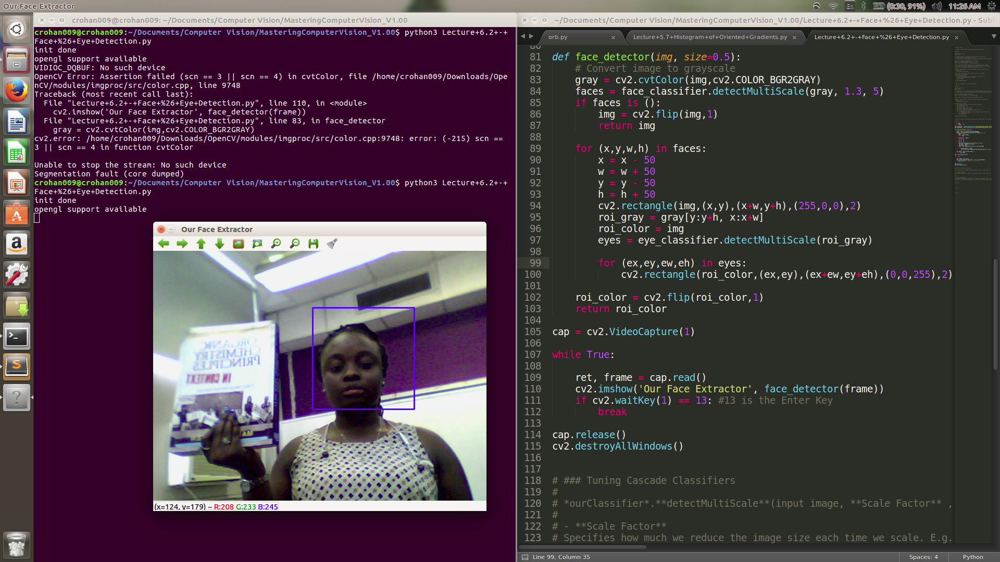 Our Face Extractor
En
(0:30, 91%)
11:26 AM
crohan009@crohan009: ~/Documents/Computer Vision/MasteringComputerVision_V1.00
crohan009@crohan009:~/Documents/Computer Vision/MasteringComputerVision_V1.00$ python3 Lecture+6.2+-+
Face+%26+Eye+Detection.py
init done
opengl support available
VIDIOC_DQBUF: No such device
OpenCV Error: Assertion failed (scn == 3 || scn == 4) in cvtColor, file /home/crohan009/Downloads/Ope
nCV/modules/imgproc/src/color.cpp, line 9748
Traceback (most recent call last):
  File "Lecture+6.2+-+Face+%26+Eye+Detection.py", line 110, in <module>
    cv2.imshow('Our Face Extractor', face_detector(frame))
  File "Lecture+6.2+-+Face+%26+Eye+Detection.py", line 83, in face_detector
    gray = cv2.cvtColor(img,cv2.COLOR_BGR2GRAY)
cv2.error: /home/crohan009/Downloads/OpenCV/modules/imgproc/src/color.cpp:9748: error: (-215) scn ==
3 || scn == 4 in function cvtColor
Unable to stop the stream: No such device
Segmentation fault (core dumped)
crohan009@crohan009:~/Documents/Computer Vision/MasteringComputerVision_V1.00$ python3 Lecture+6.2+-+
Face+%26+Eye+Detection.py
init done
opengl support available
Our Face Extractor
ORGANIC
CHEMISTRY
PRINCIPLES
IN CONTEXT
AM
(x=124, y=179) ~ R:208 G:233 B:245
~/Documents/Computer Vision/MasteringComputerVision_V1.00/Lecture+6.2+-+Face+%26+Eye+Detection.py - Subl
orb.py
Lecture+5.7+Histogram+of+Oriented+Gradients.py
Lecture+6.2+-+Face+%26+Eye+Detection.py
80
81 def face_detector(img, size=0.5):
82     # Convert image to grayscale
83     gray = cv2.cvtColor(img,cv2.COLOR_BGR2GRAY)
84     faces = face_classifier.detectMultiScale(gray, 1.3, 5)
85     if faces is ():
86         img = cv2.flip(img,1)
87         return img
88
89     for (x,y,w,h) in faces:
90         x = x - 50
91         w = w + 50
92         y = y - 50
93         h = h + 50
94         cv2.rectangle(img,(x,y),(x+w,y+h),(255,0,0),2)
95         roi_gray = gray[y:y+h, x:x+w]
96         roi_color = img
97         eyes = eye_classifier.detectMultiScale(roi_gray)
98
99         for (ex,ey,ew,eh) in eyes:
100             cv2.rectangle(roi_color,(ex,ey),(ex+ew,ey+eh),(0,0,255),2)
101
102     roi_color = cv2.flip(roi_color,1)
103     return roi_color
104
105 cap = cv2.VideoCapture(1)
106
107 while True:
108
109     ret, frame = cap.read()
110     cv2.imshow('Our Face Extractor', face_detector(frame))
111     if cv2.waitKey(1) == 13: #13 is the Enter Key
112         break
113
114 cap.release()
115 cv2.destroyAllWindows()
116
117
118 # ### Tuning Cascade Classifiers
119 #
120 # *ourClassifier*.**detectMultiScale**(input image, **Scale Factor** ,
121 #
122 # - **Scale Factor**
123 # Specifies how much we reduce the image size each time we scale. E.g.
Line 99, Column 35
Spaces: 4
Python